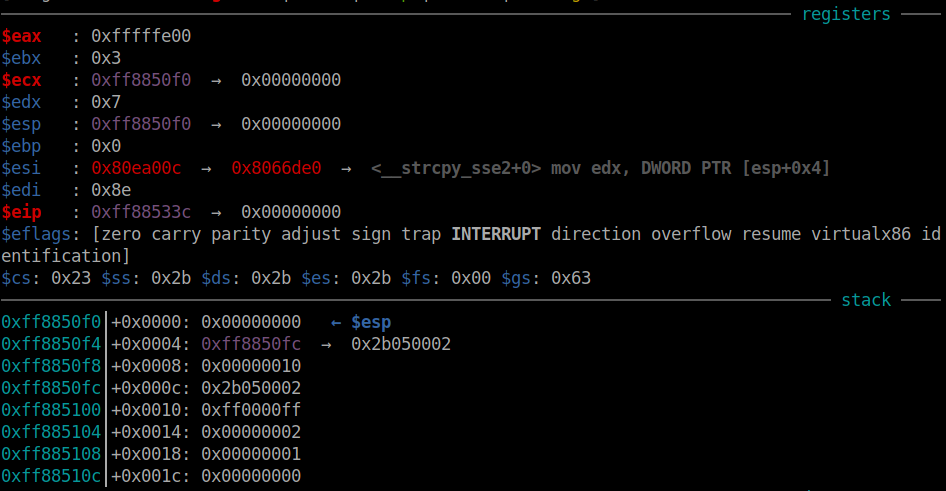 registers
$eax   : 0xfffffe00
$ebx   : 0x3
$ecx   : 0xff8850f0  →  0x00000000
$edx   : 0x7
$esp   : 0xff8850f0  →  0x00000000
$ebp   : 0x0
$esi   : 0x80ea00c  →  0x8066de0  →  <__strcpy_sse2+0> mov edx, DWORD PTR [esp+0x4]
$edi   : 0x8e
$eip   : 0xff88533c  →  0x00000000
$eflags: [zero carry parity adjust sign trap INTERRUPT direction overflow resume virtualx86 id
entification]
$cs: 0x23 $ss: 0x2b $ds: 0x2b $es: 0x2b $fs: 0x00 $gs: 0x63
stack
0xff8850f0│+0x0000: 0x00000000   ← $esp
0xff8850f4│+0x0004: 0xff8850fc  →  0x2b050002
0xff8850f8│+0x0008: 0x00000010
0xff8850fc│+0x000c: 0x2b050002
0xff885100│+0x0010: 0xff0000ff
0xff885104│+0x0014: 0x00000002
0xff885108│+0x0018: 0x00000001
0xff88510c│+0x001c: 0x00000000